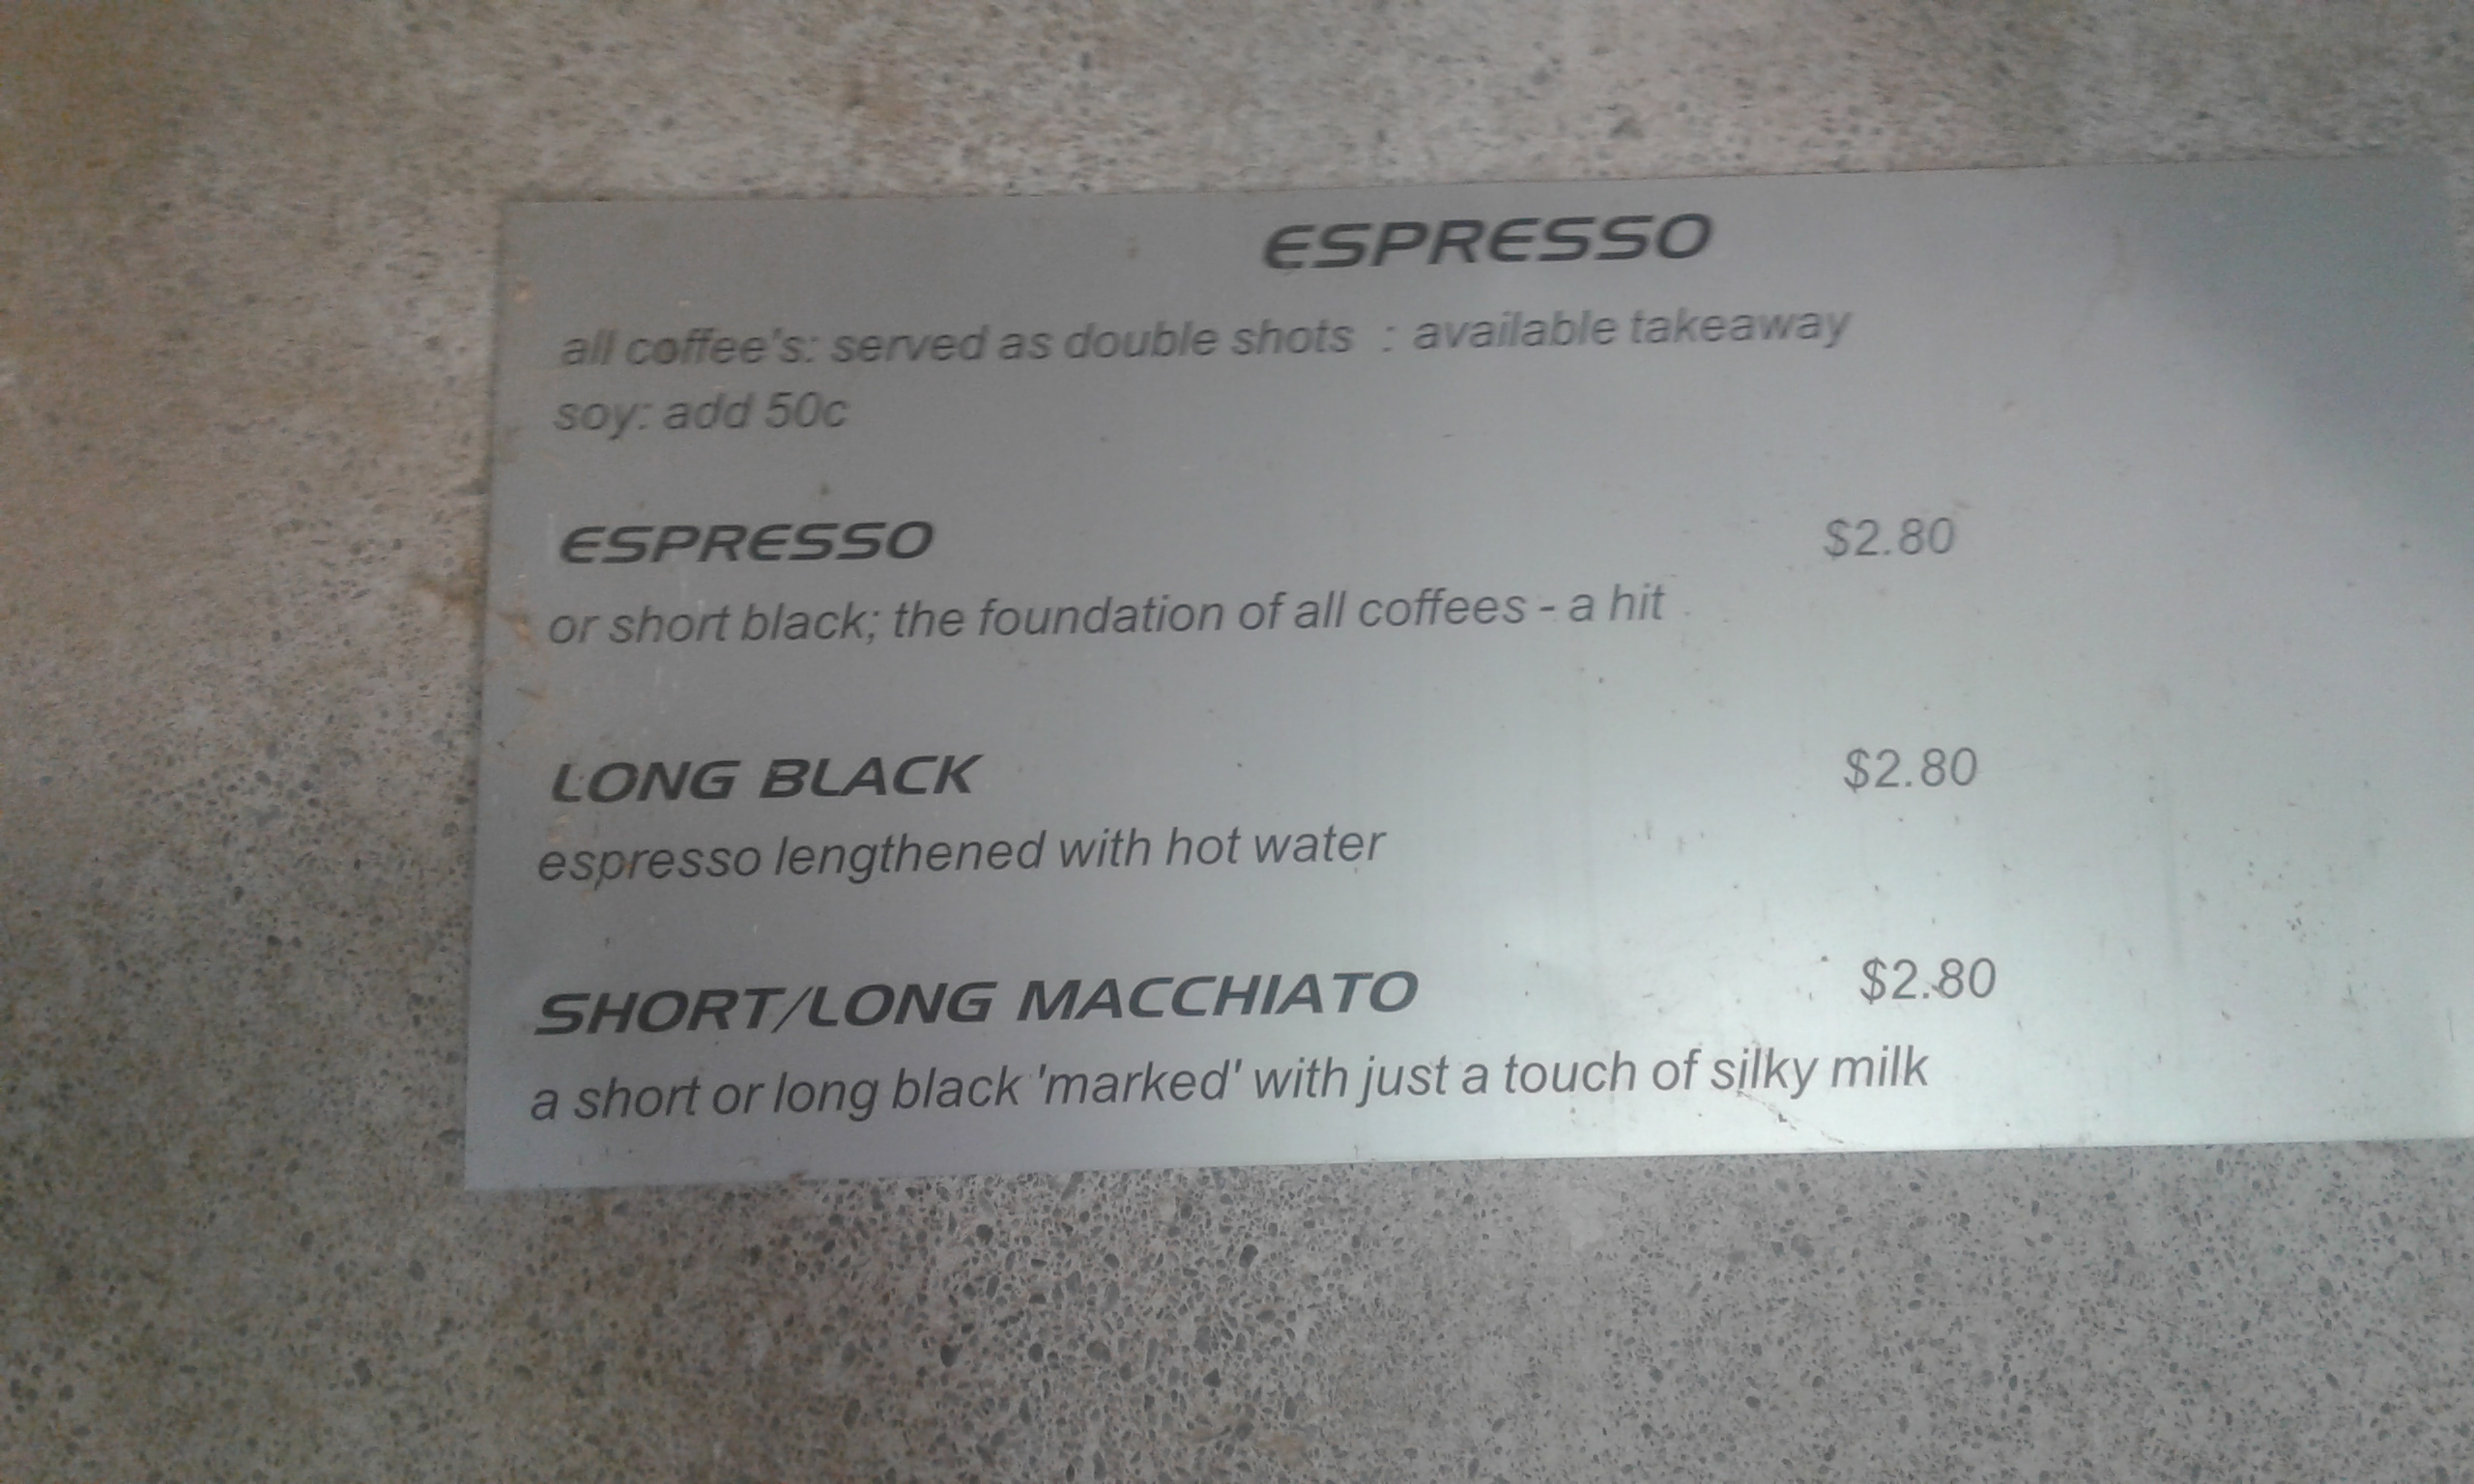 ESPRESSO
all coffee's: served as double shots : available takeaway
soy: add 50c
ESPRESSO $2.80
or short black; the foundation of all coffees - a hit
LONG BLACK $2.80
espresso lengthened with hot water
SHORT/LONG MACCHIATO $2.80
a short or long black 'marked' with just a touch of silky milk